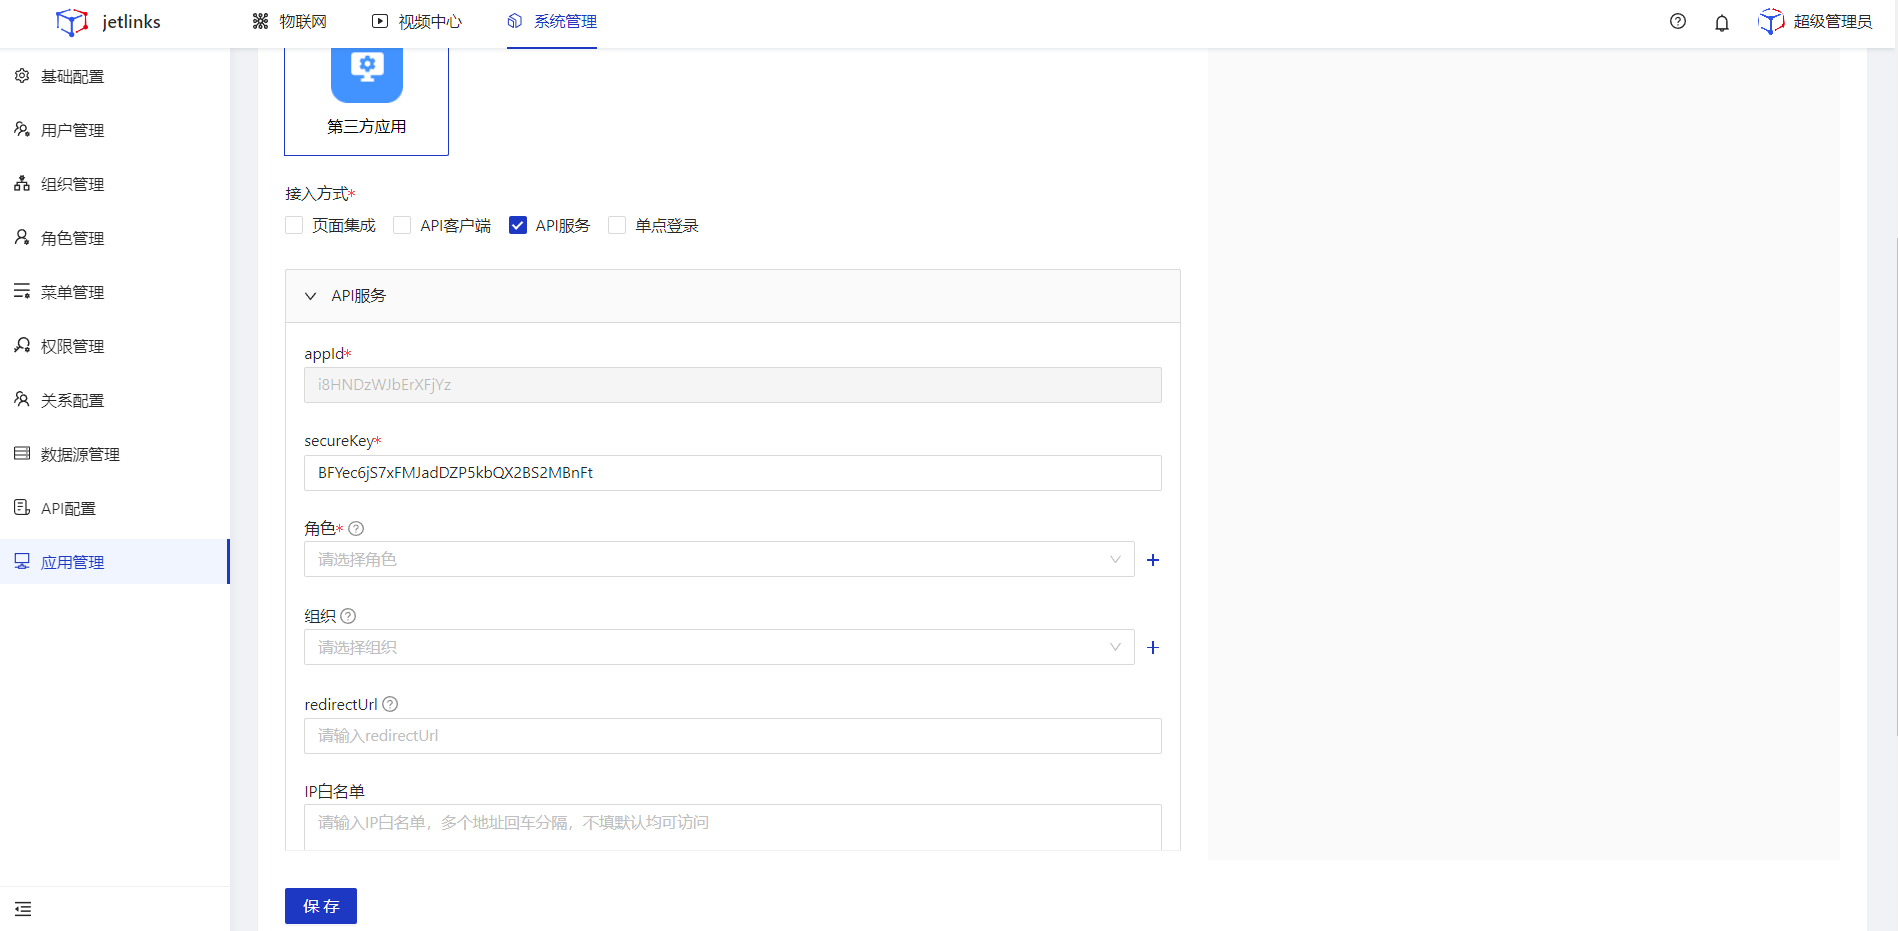 jetlinks
物联网
视频中心
系统管理
超级管理员
基础配置
用户管理
组织管理
角色管理
菜单管理
权限管理
关系配置
数据源管理
API配置
应用管理
第三方应用
接入方式*
页面集成 API客户端 API服务 单点登录
API服务
appId*
i8HNDzWJbErXFjYz
secureKey*
BFYec6jS7xFMJadDZP5kbQX2BS2MBnFt
角色*
请选择角色
组织
请选择组织
redirectUrl
请输入redirectUrl
IP白名单
请输入IP白名单，多个地址回车分隔，不填默认均可访问
保 存